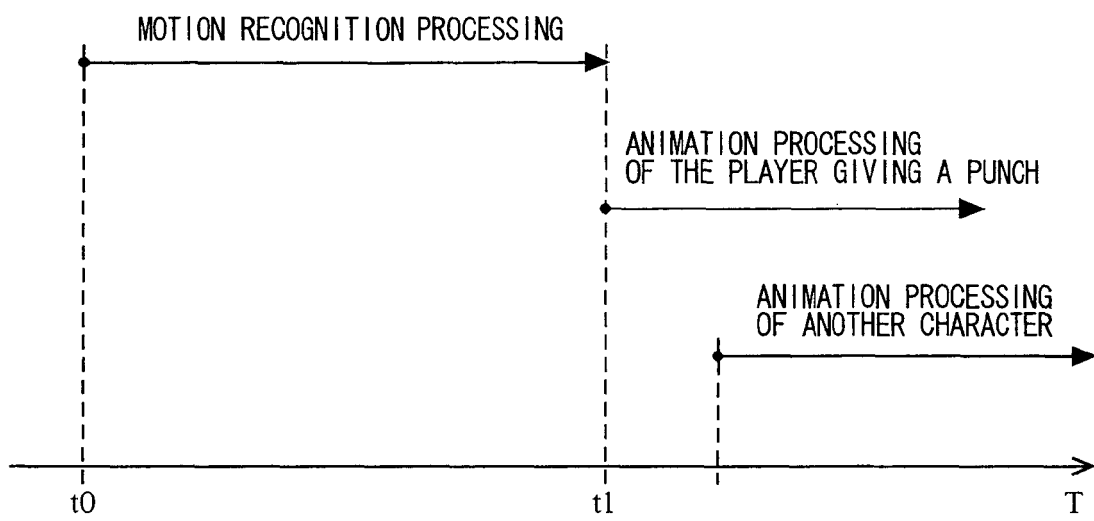 MOTION RECOGNITION PROCESSING
ANIMATION PROCESSING
OF THE PLAYER GIVING A PUNCH
ANIMATION PROCESSING
OF ANOTHER CHARACTER
t0 t1 T